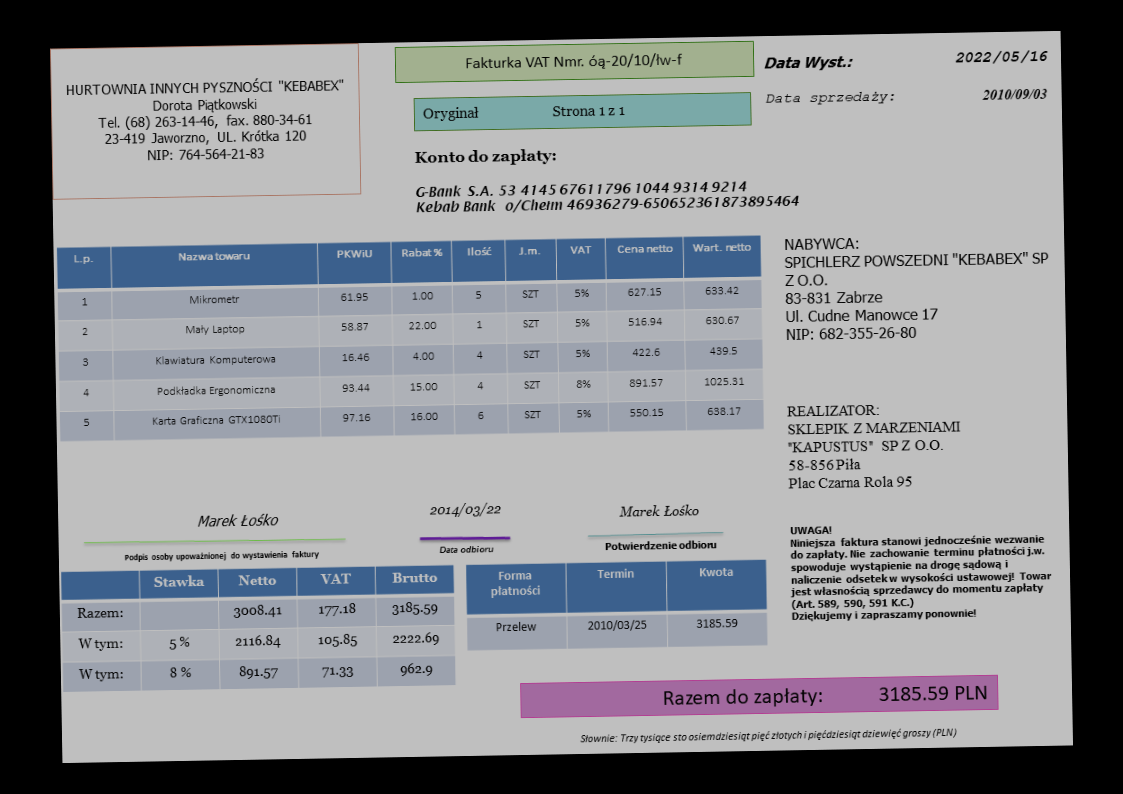 HURTOWNIA INNYCH PYSZNOŚCI "KEBABEX"
Dorota Piątkowski
Tel. (68) 263-14-46, fax. 880-34-61
23-419 Jaworzno, UL. Krótka 120
NIP: 764-564-21-83
Fakturka VAT Nmr. óą-20/10/łw-f
Oryginał Strona 1 z 1
Data Wyst.: 2022/05/16
Data sprzedaży: 2010/09/03
Konto do zapłaty:
G-Bank S.A. 53 4145 6761 1796 1044 9314 9214
Kebab Bank o/Chełm 46936279-650652361873895464
L.p. Nazwa towaru PKWiU Rabat % Ilość J.m. VAT Cena netto Wart. netto
1 Mikrometr 61.95 1.00 5 SZT 5% 627.15 633.42
2 Mały Laptop 58.87 22.00 1 SZT 5% 516.94 630.67
3 Klawiatura Komputerowa 16.46 4.00 4 SZT 5% 422.6 439.5
4 Podkładka Ergonomiczna 93.44 15.00 4 SZT 8% 891.57 1025.31
5 Karta Graficzna GTX1080Ti 97.16 16.00 6 SZT 5% 550.15 638.17
NABYWCA:
SPICHLERZ POWSZEDNI "KEBABEX" SP
Z O.O.
83-831 Zabrze
Ul. Cudne Manowce 17
NIP: 682-355-26-80
REALIZATOR:
SKLEPIK Z MARZENIAMI
"KAPUSTUS" SP Z O.O.
58-856 Piła
Plac Czarna Rola 95
Marek Łośko
Podpis osoby upoważnionej do wystawienia faktury
2014/03/22
Data odbioru
Marek Łośko
Potwierdzenie odbioru
UWAGA!
Niniejsza faktura stanowi jednocześnie wezwanie
do zapłaty. Nie zachowanie terminu płatności j.w.
spowoduje wystąpienie na drogę sądową i
naliczenie odsetek w wysokości ustawowej! Towar
jest własnością sprzedawcy do momentu zapłaty
(Art. 589, 590, 591 K.C.)
Dziękujemy i zapraszamy ponownie!
Stawka Netto VAT Brutto
Razem: 3008.41 177.18 3185.59
W tym: 5 % 2116.84 105.85 2222.69
W tym: 8 % 891.57 71.33 962.9
Forma płatności Termin Kwota
Przelew 2010/03/25 3185.59
Razem do zapłaty: 3185.59 PLN
Słownie: Trzy tysiące sto osiemdziesiąt pięć złotych i pięćdziesiąt dziewięć groszy (PLN)